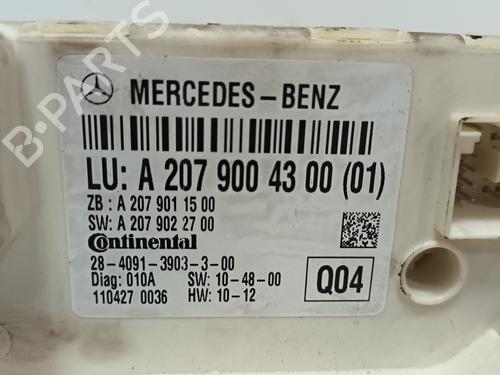 B-PARTS
MERCEDES-BENZ
LU: A 207 900 43 00 (01)
ZB : A 207 901 15 00
SW: A 207 902 27 00
Continental
28-4091-3903-3-00
Diag: 010A SW: 10-48-00
110427 0036 HW: 10-12
Q04